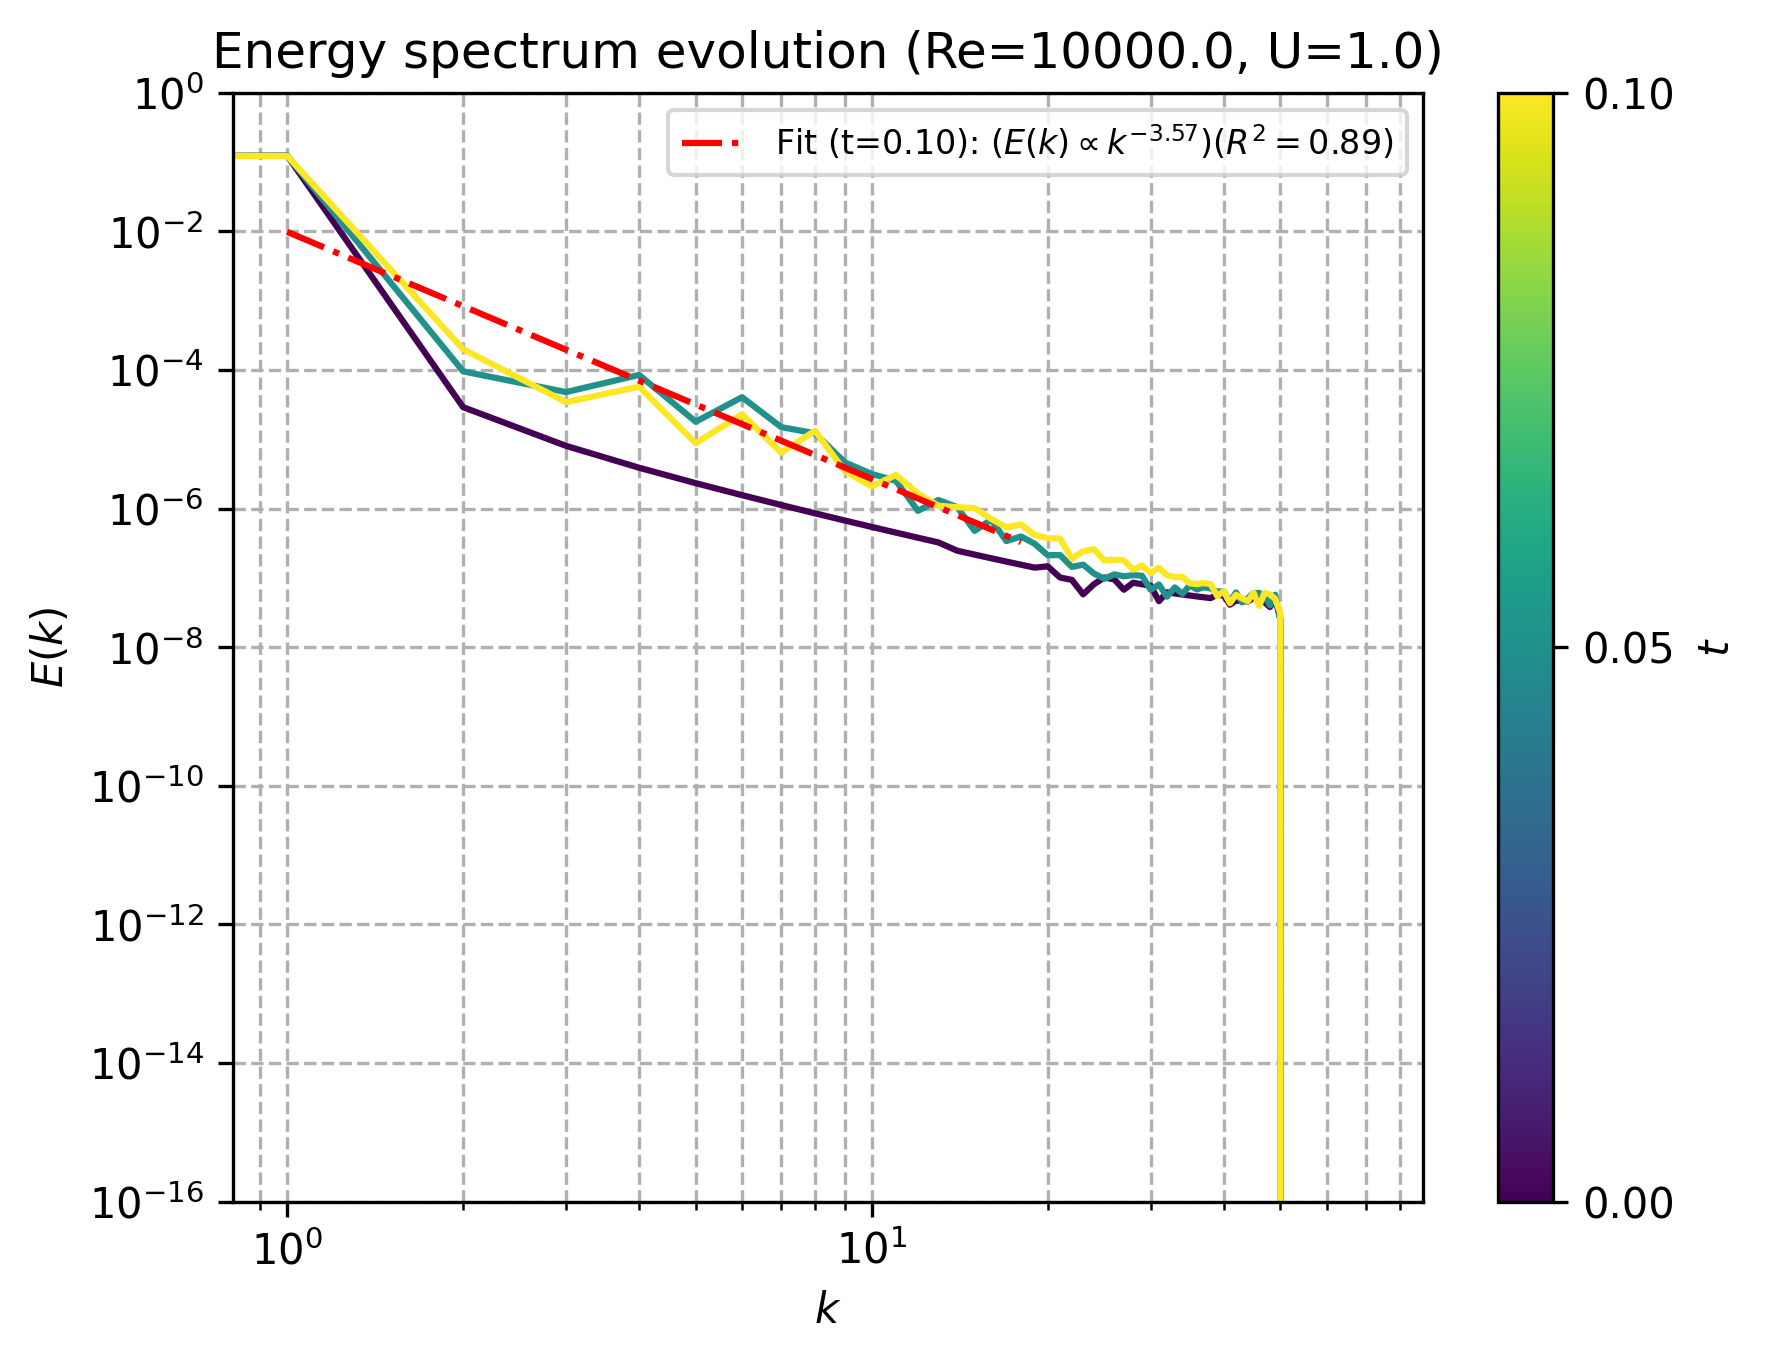 Energy spectrum evolution (Re=10000.0, U=1.0)
Fit (t=0.10): ($E(k) \propto k^{-3.57}$)($R^2 = 0.89$)
$10^{0}$
$10^{-2}$
$10^{-4}$
$10^{-6}$
$10^{-8}$
$10^{-10}$
$10^{-12}$
$10^{-14}$
$10^{-16}$
$E(k)$
$10^{0}$
$10^{1}$
$k$
0.10
0.05
0.00
$t$